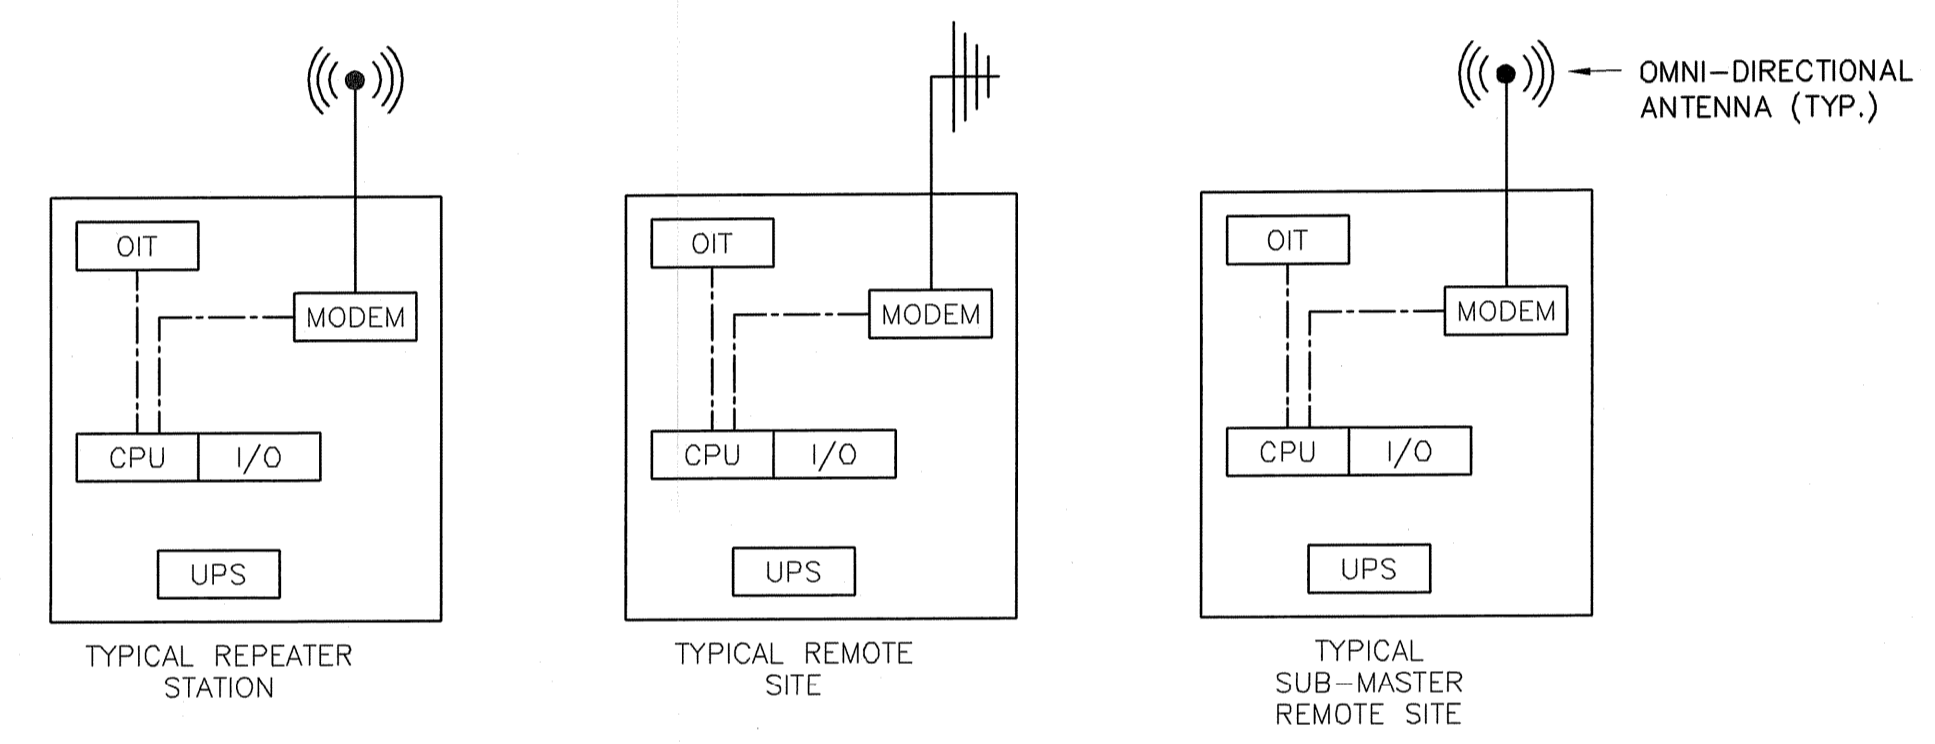 OMNI-DIRECTIONAL
ANTENNA (TYP.)
OIT
MODEM
CPU
I/O
UPS
TYPICAL REPEATER
STATION
OIT
MODEM
CPU
I/O
UPS
TYPICAL REMOTE
SITE
OIT
MODEM
CPU
I/O
UPS
TYPICAL
SUB-MASTER
REMOTE SITE